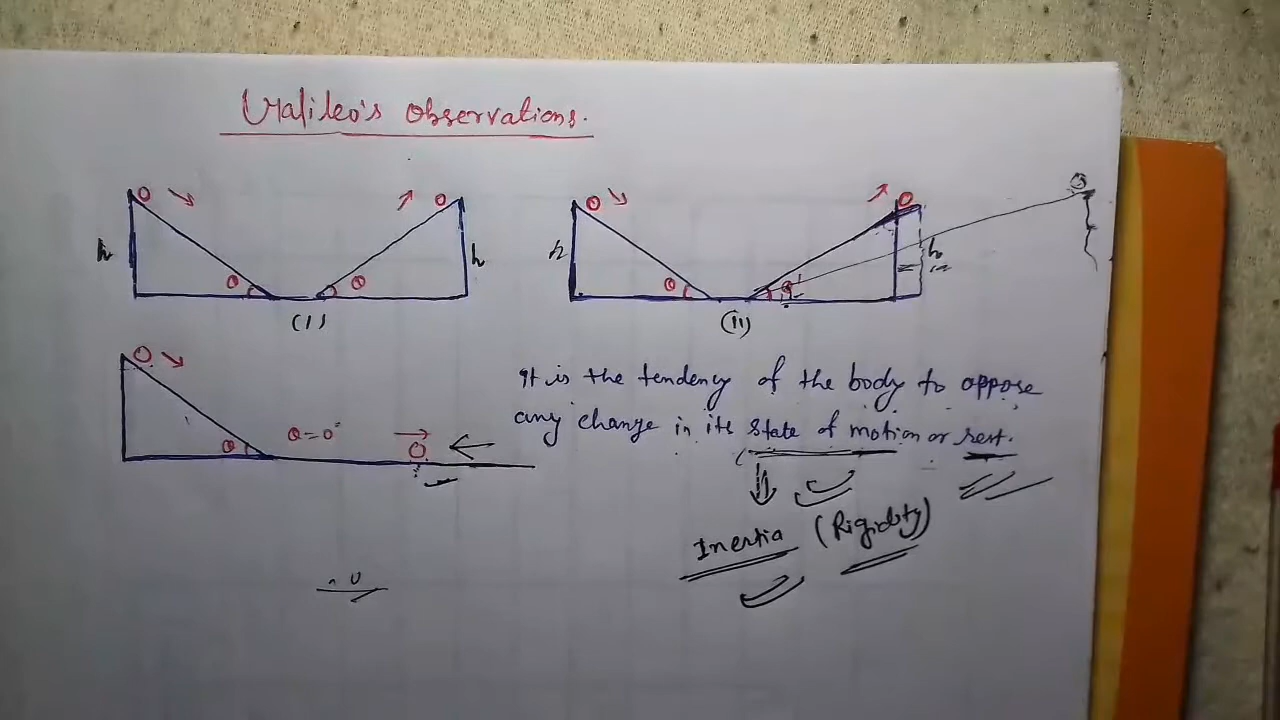 Galileo's Observations.
h θ θ h
(I)
h θ h
(II)
θ θ=0°
It is the tendency of the body to oppose
any change in its state of motion or rest.
Inertia (Rigidity)